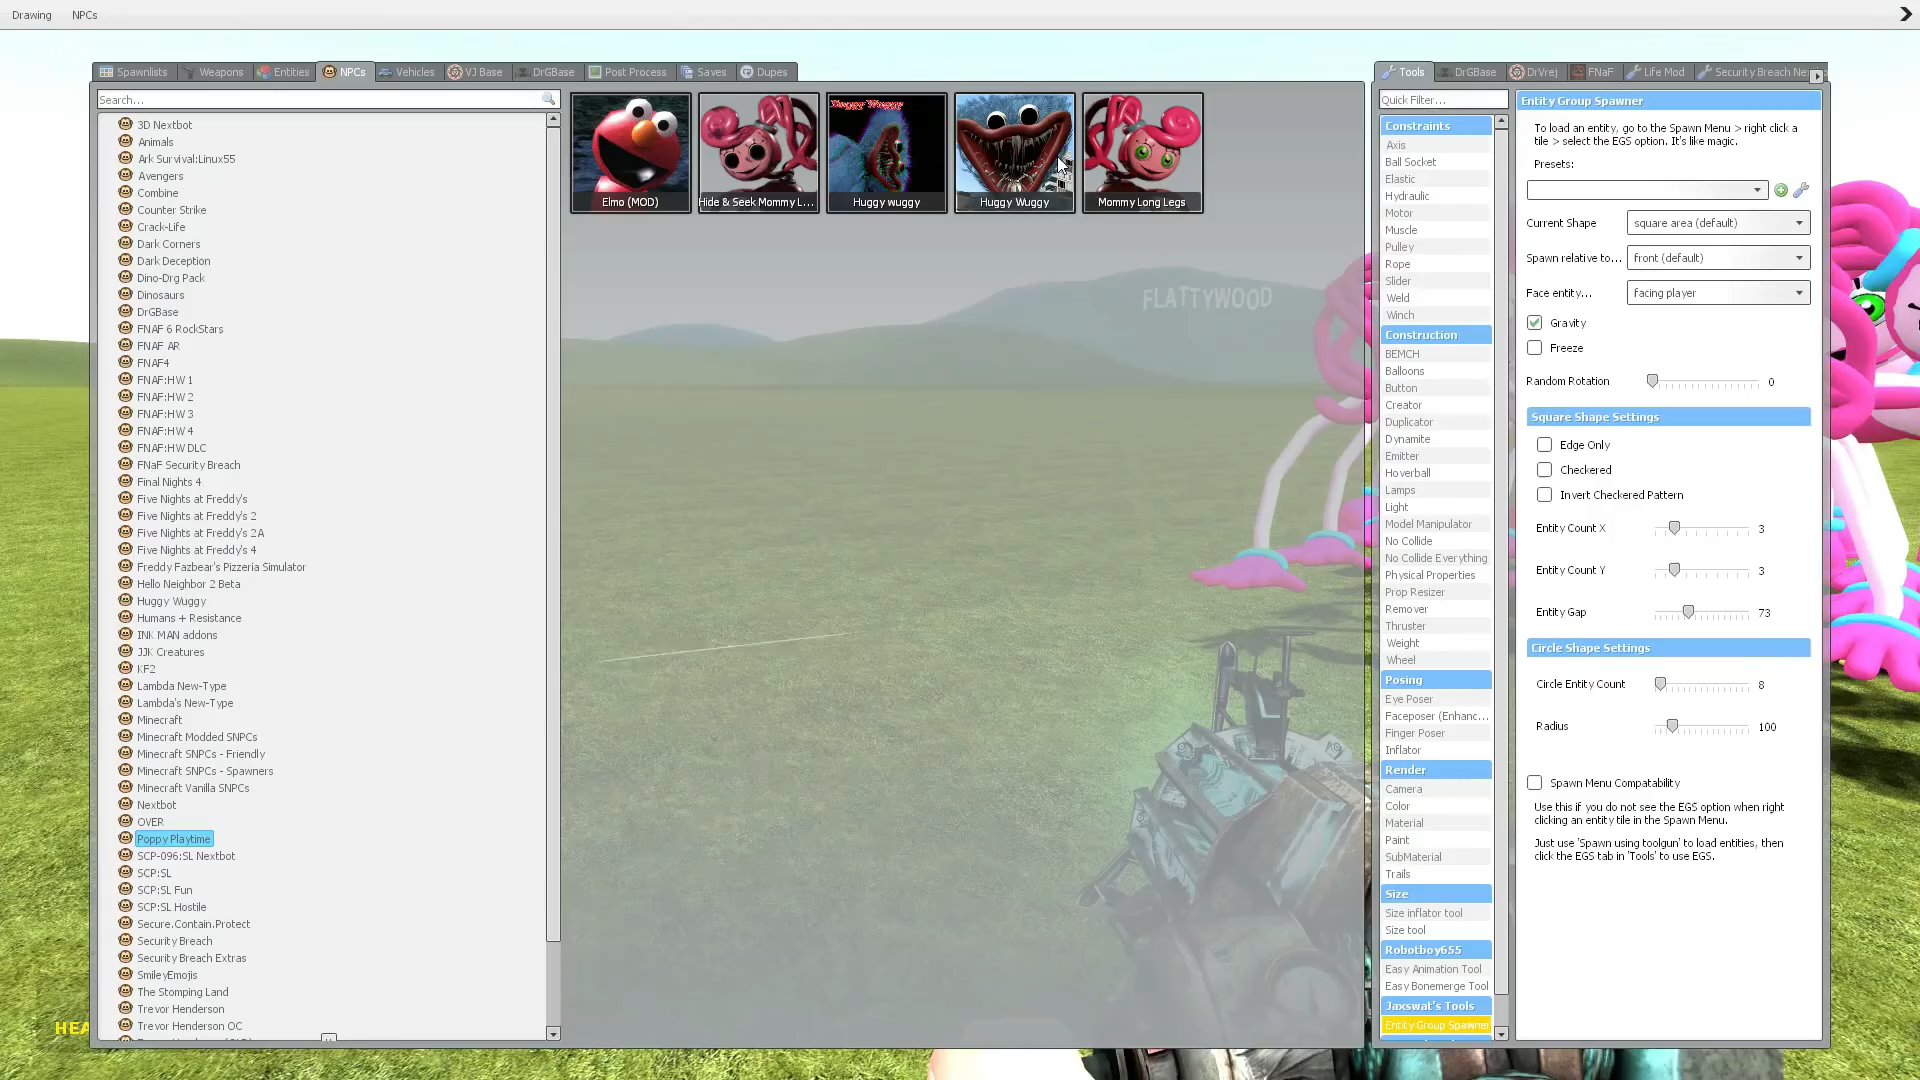 Drawing NPCs
Spawnlists Weapons Entities NPCs Vehicles VJ Base DrGBase Post Process Saves Dupes
Search...
3D Nextbot
Animals
Ark Survival:Linux55
Avengers
Combine
Counter Strike
Crack-Life
Dark Corners
Dark Deception
Dino-Drg Pack
Dinosaurs
DrGBase
FNAF 6 RockStars
FNAF AR
FNAF4
FNAF:HW 1
FNAF:HW 2
FNAF:HW 3
FNAF:HW 4
FNAF:HW DLC
FNaF Security Breach
Final Nights 4
Five Nights at Freddy's
Five Nights at Freddy's 2
Five Nights at Freddy's 2A
Five Nights at Freddy's 4
Freddy Fazbear's Pizzeria Simulator
Hello Neighbor 2 Beta
Huggy Wuggy
Humans + Resistance
INK MAN addons
JJK Creatures
KF2
Lambda New-Type
Lambda's New-Type
Minecraft
Minecraft Modded SNPCs
Minecraft SNPCs - Friendly
Minecraft SNPCs - Spawners
Minecraft Vanilla SNPCs
Nextbot
OVER
Poppy Playtime
SCP-096:SL Nextbot
SCP:SL
SCP:SL Fun
SCP:SL Hostile
Secure.Contain.Protect
Security Breach
Security Breach Extras
SmileyEmojis
The Stomping Land
Trevor Henderson
Trevor Henderson OC
HEA
Huggy Wuggy
Elmo (MOD) Hide & Seek Mommy L... Huggy wuggy Huggy Wuggy Mommy Long Legs
FLATTYWOOD
Tools DrGBase DrVrej FNaF Life Mod Security Breach Ne
Quick Filter...
Constraints
Axis
Ball Socket
Elastic
Hydraulic
Motor
Muscle
Pulley
Rope
Slider
Weld
Winch
Construction
BEMCH
Balloons
Button
Creator
Duplicator
Dynamite
Emitter
Hoverball
Lamps
Light
Model Manipulator
No Collide
No Collide Everything
Physical Properties
Prop Resizer
Remover
Thruster
Weight
Wheel
Posing
Eye Poser
Faceposer (Enhanc...
Finger Poser
Inflator
Render
Camera
Color
Material
Paint
SubMaterial
Trails
Size
Size inflator tool
Size tool
Robotboy655
Easy Animation Tool
Easy Bonemerge Tool
Jaxswat's Tools
Entity Group Spawner
Entity Group Spawner
To load an entity, go to the Spawn Menu > right click a
tile > select the EGS option. It's like magic.
Presets:
Current Shape square area (default)
Spawn relative to... front (default)
Face entity... facing player
Gravity
Freeze
Random Rotation 0
Square Shape Settings
Edge Only
Checkered
Invert Checkered Pattern
Entity Count X 3
Entity Count Y 3
Entity Gap 73
Circle Shape Settings
Circle Entity Count 8
Radius 100
Spawn Menu Compatability
Use this if you do not see the EGS option when right
clicking an entity tile in the Spawn Menu.
Just use 'Spawn using toolgun' to load entities, then
click the EGS tab in 'Tools' to use EGS.